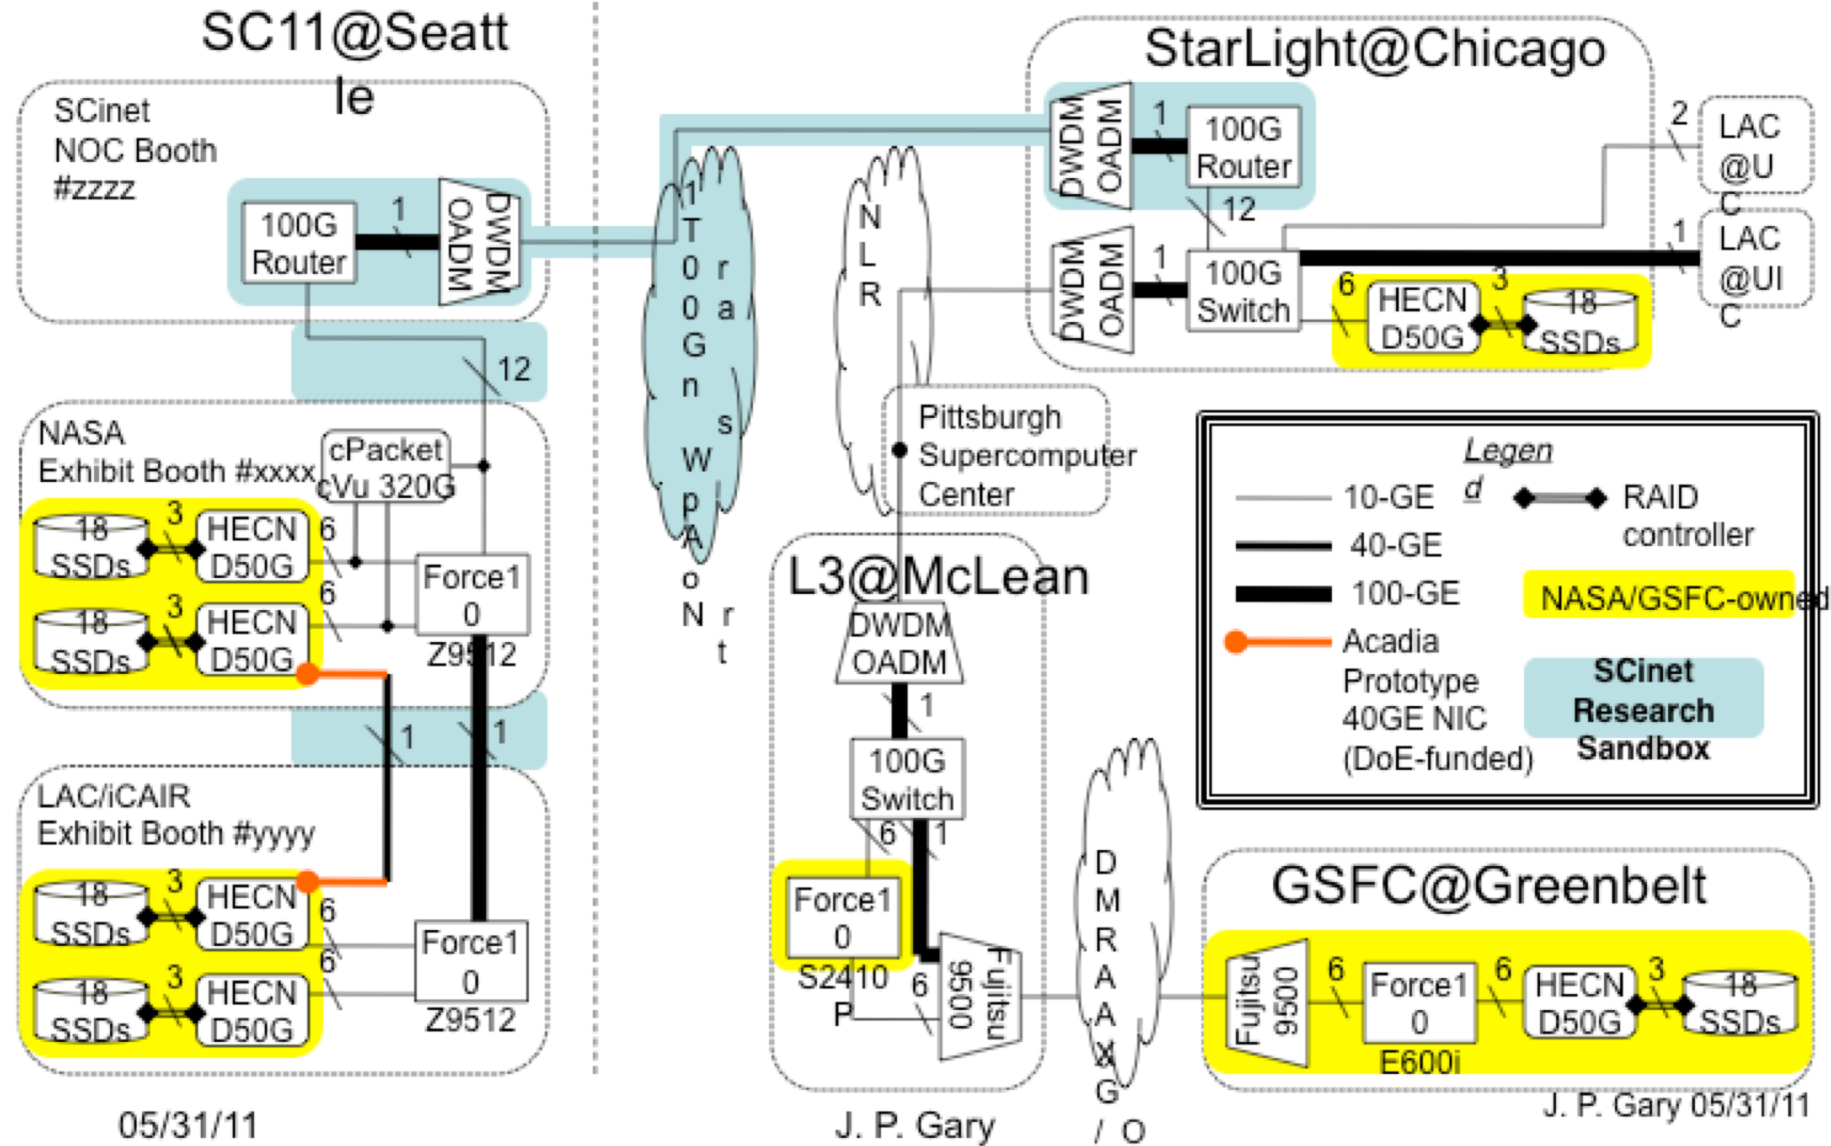 SC11@Seatt
le
SCinet
NOC Booth
#zzzz
100G
Router
1
DWDM
OADM
12
NASA
Exhibit Booth #xxxx
cPacket
cVu 320G
18
SSDs
3
HECN
D50G
6
18
SSDs
3
HECN
D50G
6
Force1
0
Z9512
1
1
LAC/iCAIR
Exhibit Booth #yyyy
18
SSDs
3
HECN
D50G
6
18
SSDs
3
HECN
D50G
6
Force1
0
Z9512
05/31/11
NLR
StarLight@Chicago
DWDM
OADM
1
100G
Router
12
DWDM
OADM
1
100G
Switch
2
LAC
@U
C
1
LAC
@UI
C
6
HECN
D50G
3
18
SSDs
Pittsburgh
Supercomputer
Center
L3@McLean
DWDM
OADM
1
100G
Switch
6
1
Force1
0
S2410
P
6
Fujitsu
9500
J. P. Gary
Legen
d
10-GE
40-GE
100-GE
Acadia
Prototype
40GE NIC
(DoE-funded)
RAID
controller
NASA/GSFC-owned
SCinet
Research
Sandbox
GSFC@Greenbelt
Fujitsu
9500
6
Force1
0
E600i
6
HECN
D50G
3
18
SSDs
J. P. Gary 05/31/11